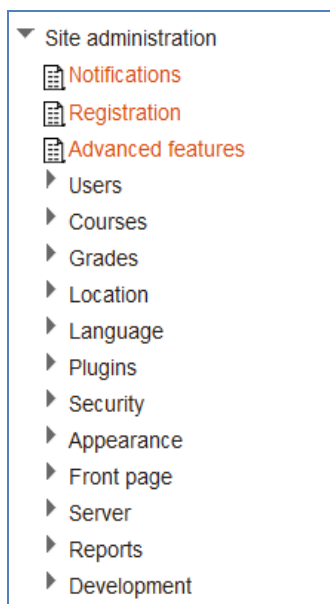 Site administration
Notifications
Registration
Advanced features
Users
Courses
Grades
Location
Language
Plugins
Security
Appearance
Front page
Server
Reports
Development